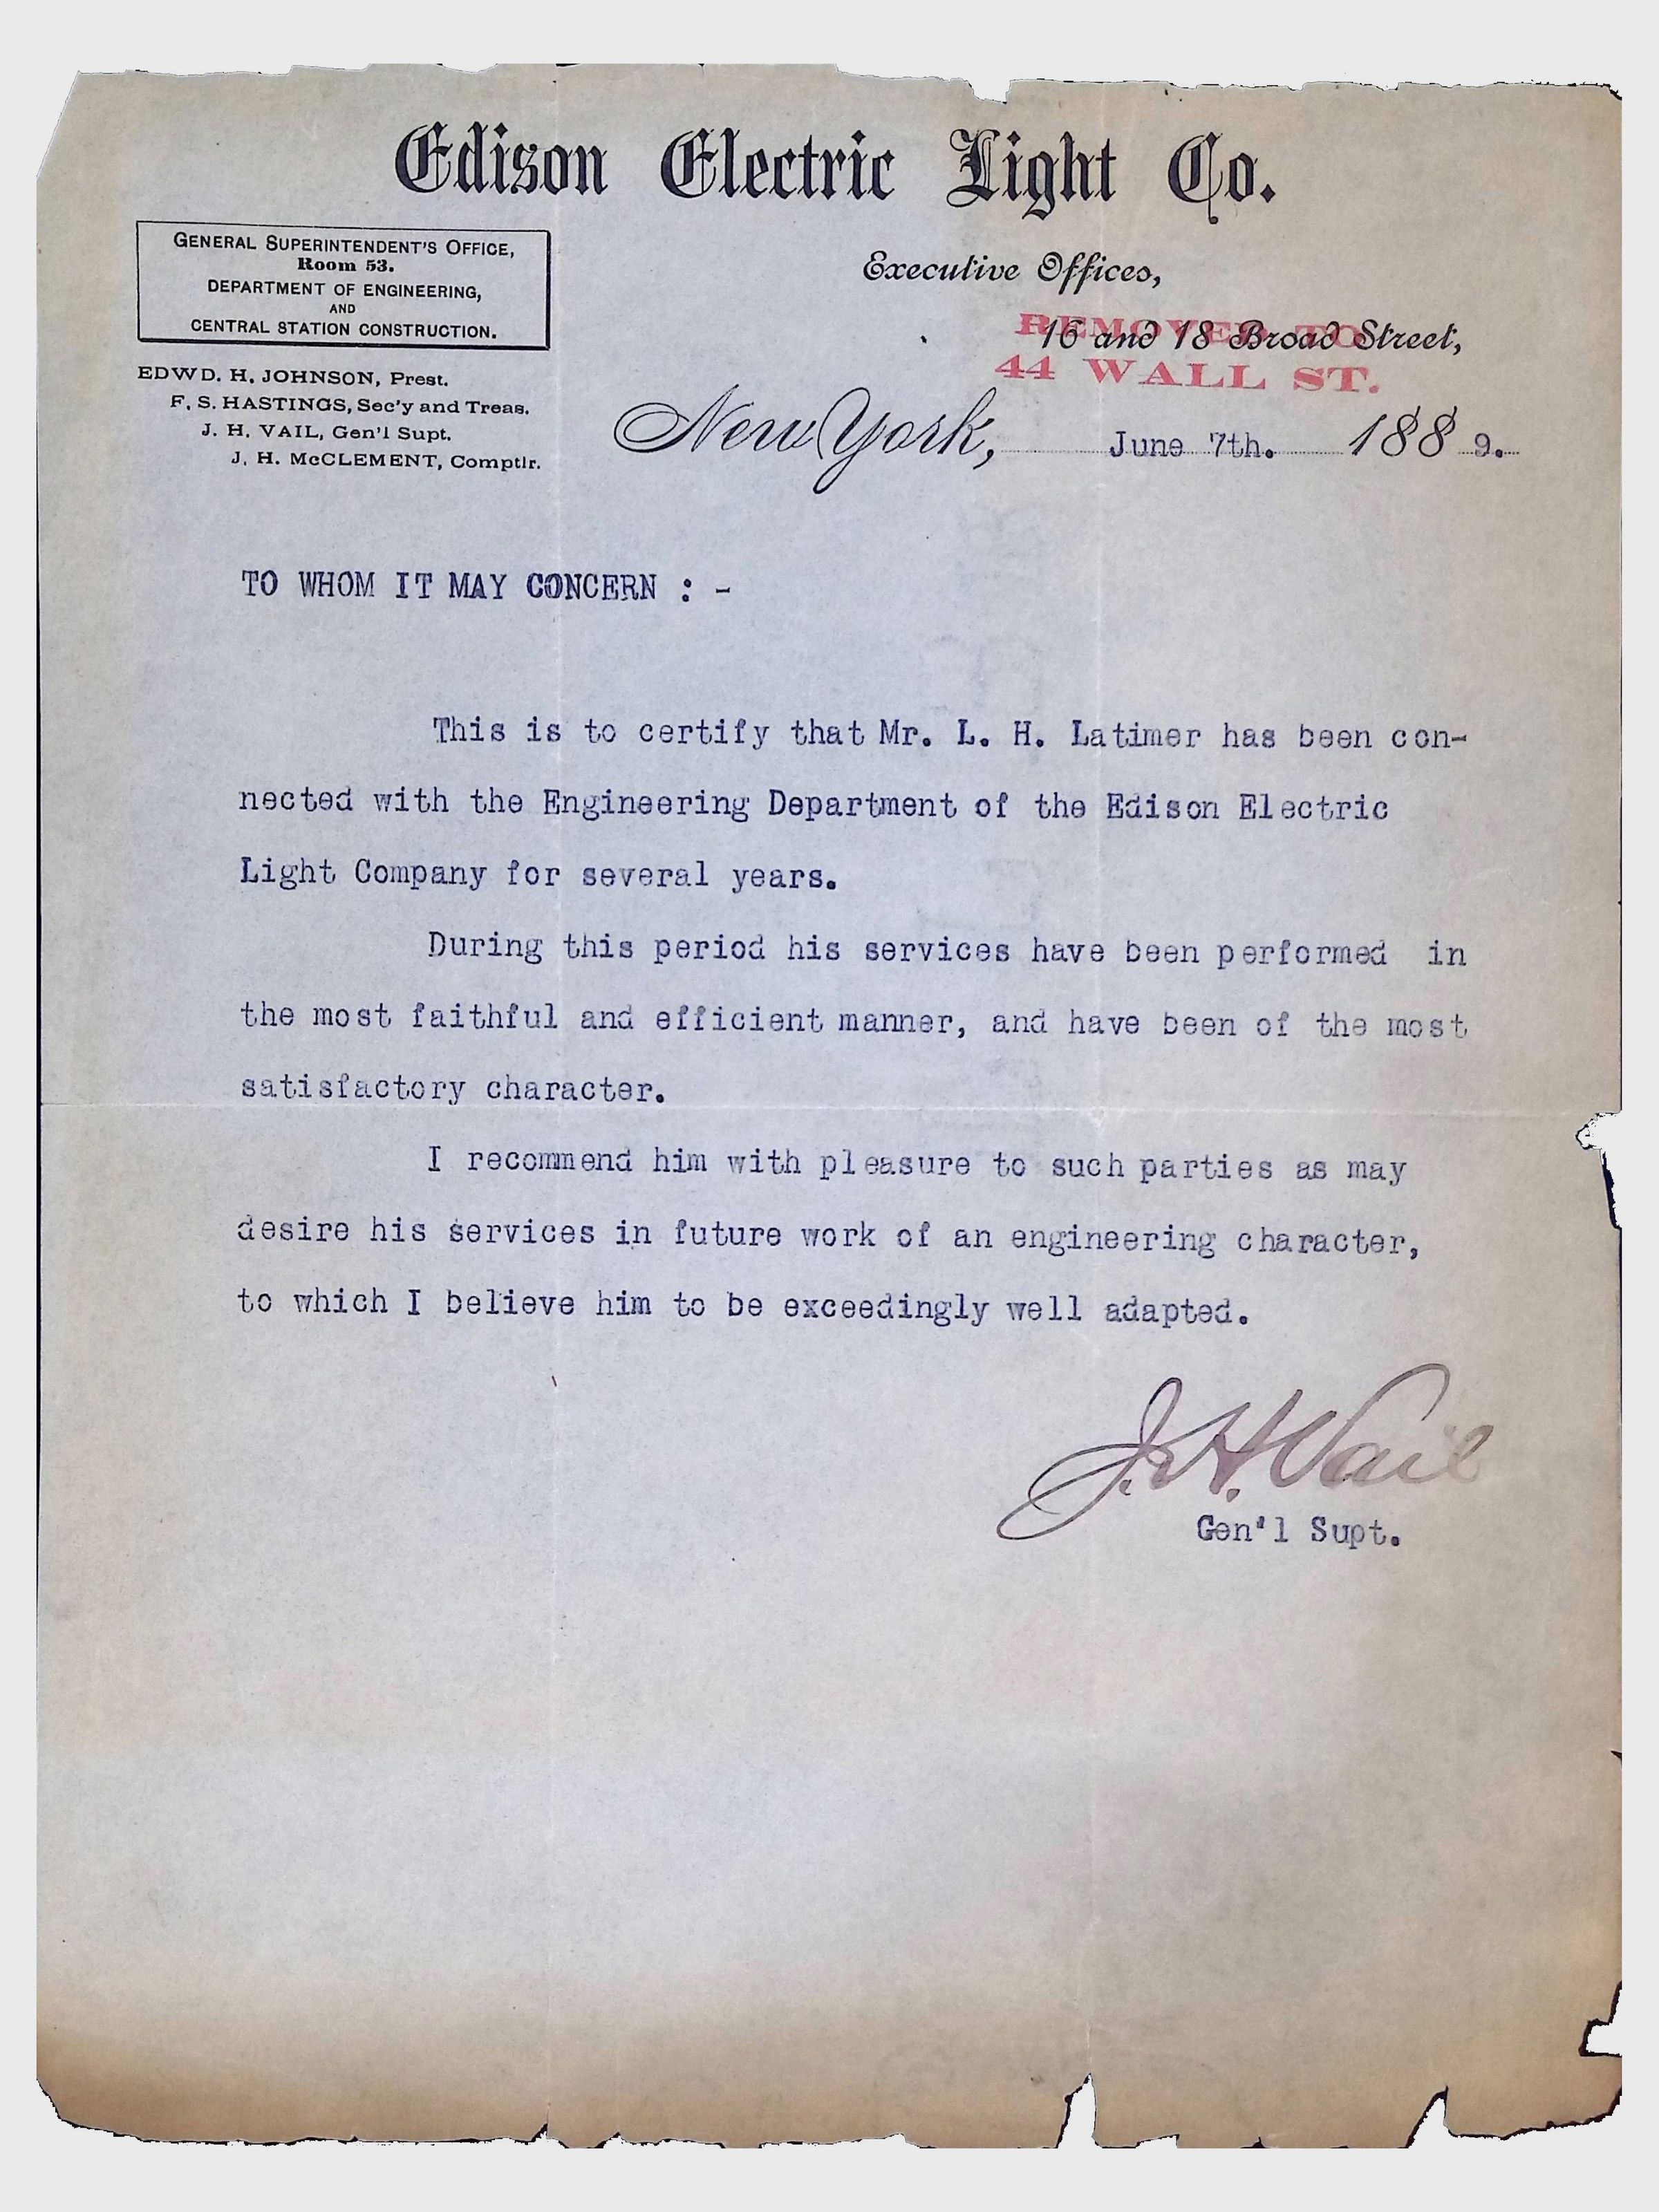 Edison Electric Light Co.
GENERAL SUPERINTENDENT'S OFFICE,
Room 53.
DEPARTMENT OF ENGINEERING,
AND
CENTRAL STATION CONSTRUCTION.
EDWD. H. JOHNSON, Prest.
F. S. HASTINGS, Sec'y and Treas.
J. H. VAIL, Gen'l Supt.
J. H. McCLEMENT, Comptlr.
Executive Offices,
16 and 18 Broad Street,
REMOVED TO
44 WALL ST.
New York, June 7th. 1889.
TO WHOM IT MAY CONCERN : -
This is to certify that Mr. L. H. Latimer has been con-
nected with the Engineering Department of the Edison Electric
Light Company for several years.
During this period his services have been performed in
the most faithful and efficient manner, and have been of the most
satisfactory character.
I recommend him with pleasure to such parties as may
desire his services in future work of an engineering character,
to which I believe him to be exceedingly well adapted.
J. H. Vail
Gen'l Supt.